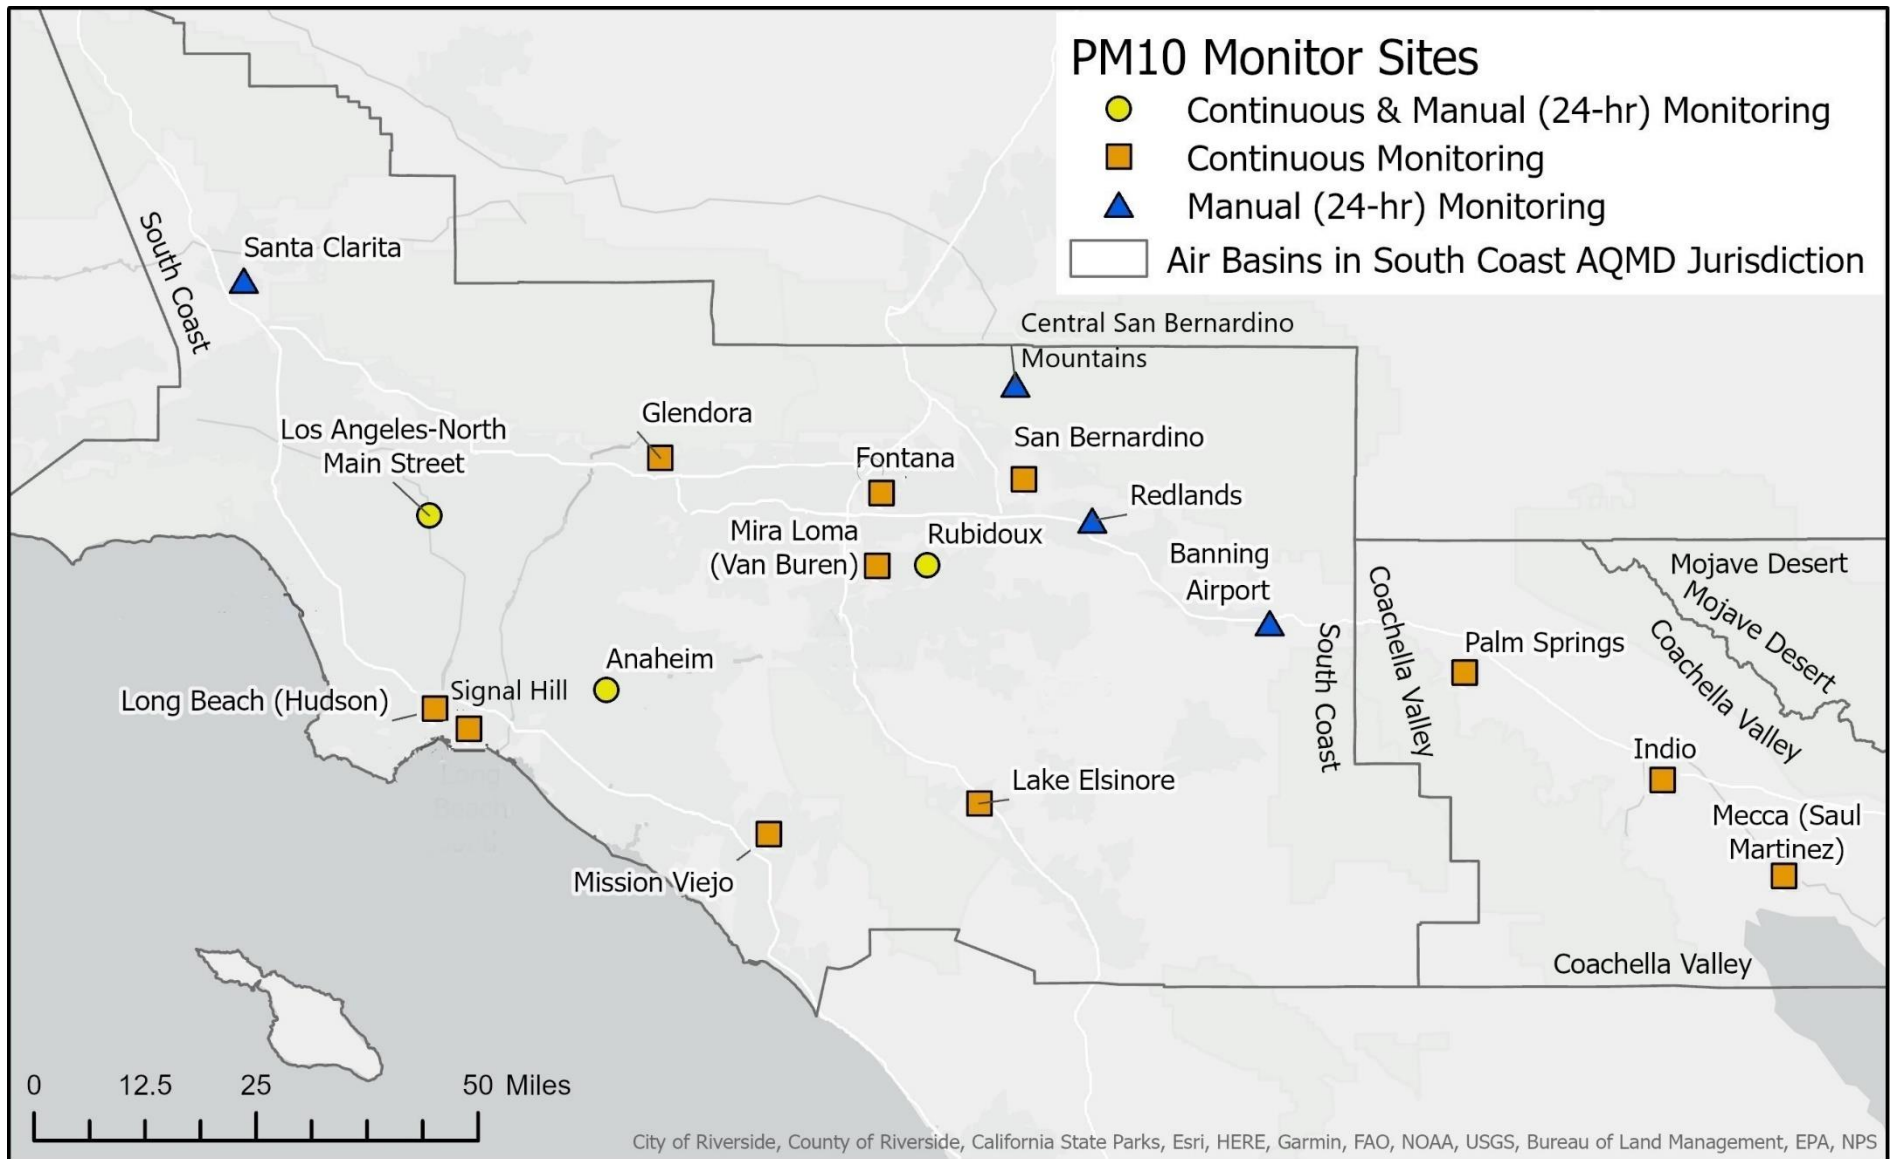 PM10 Monitor Sites
Continuous & Manual (24-hr) Monitoring
Continuous Monitoring
Manual (24-hr) Monitoring
Air Basins in South Coast AQMD Jurisdiction
South Coast
Santa Clarita
Central San Bernardino
Mountains
Glendora
Los Angeles-North
Main Street
San Bernardino
Fontana
Redlands
Mira Loma
(Van Buren)
Rubidoux
Banning
Airport
Mojave Desert
Mojave Desert
Coachella Valley
Coachella Valley
South Coast
Palm Springs
Anaheim
Long Beach (Hudson)
Signal Hill
Indio
Lake Elsinore
Mecca (Saul
Martinez)
Long
Beach
Mission Viejo
Coachella Valley
0 12.5 25 50 Miles
City of Riverside, County of Riverside, California State Parks, Esri, HERE, Garmin, FAO, NOAA, USGS, Bureau of Land Management, EPA, NPS